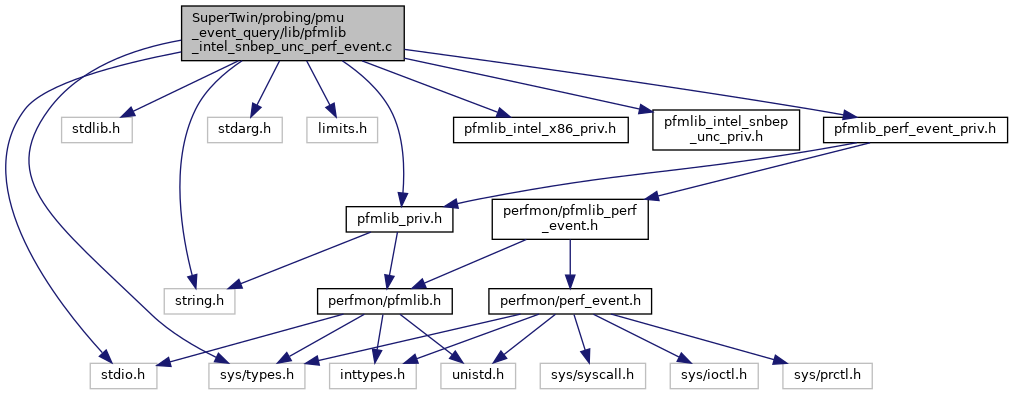 SuperTwin/probing/pmu
_event_query/lib/pfmlib
_intel_snbep_unc_perf_event.c
stdlib.h
stdarg.h
limits.h
pfmlib_intel_x86_priv.h
pfmlib_intel_snbep
_unc_priv.h
pfmlib_perf_event_priv.h
pfmlib_priv.h
perfmon/pfmlib_perf
_event.h
string.h
perfmon/pfmlib.h
perfmon/perf_event.h
stdio.h
sys/types.h
inttypes.h
unistd.h
sys/syscall.h
sys/ioctl.h
sys/prctl.h